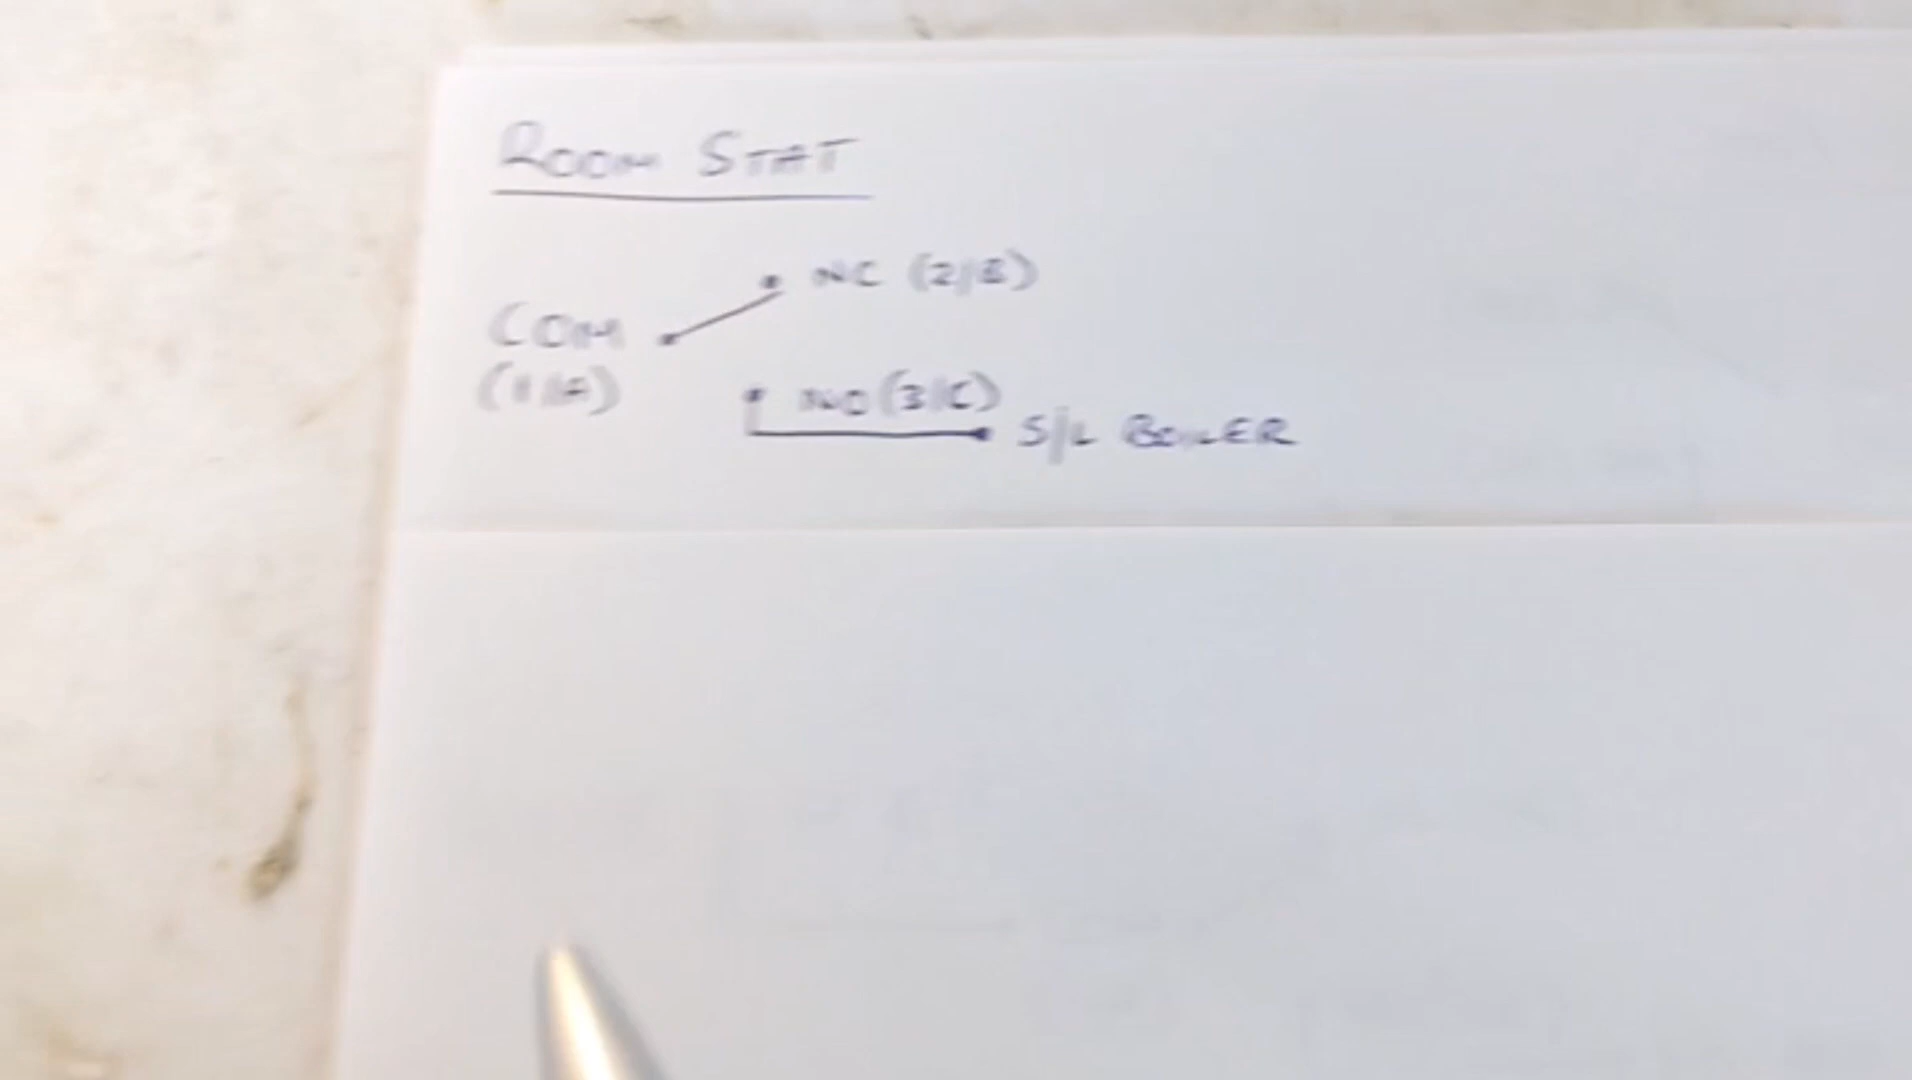 ROOM STAT
NC (2/B)
COM
(1/A)
NO (3/C)
S/L BOILER